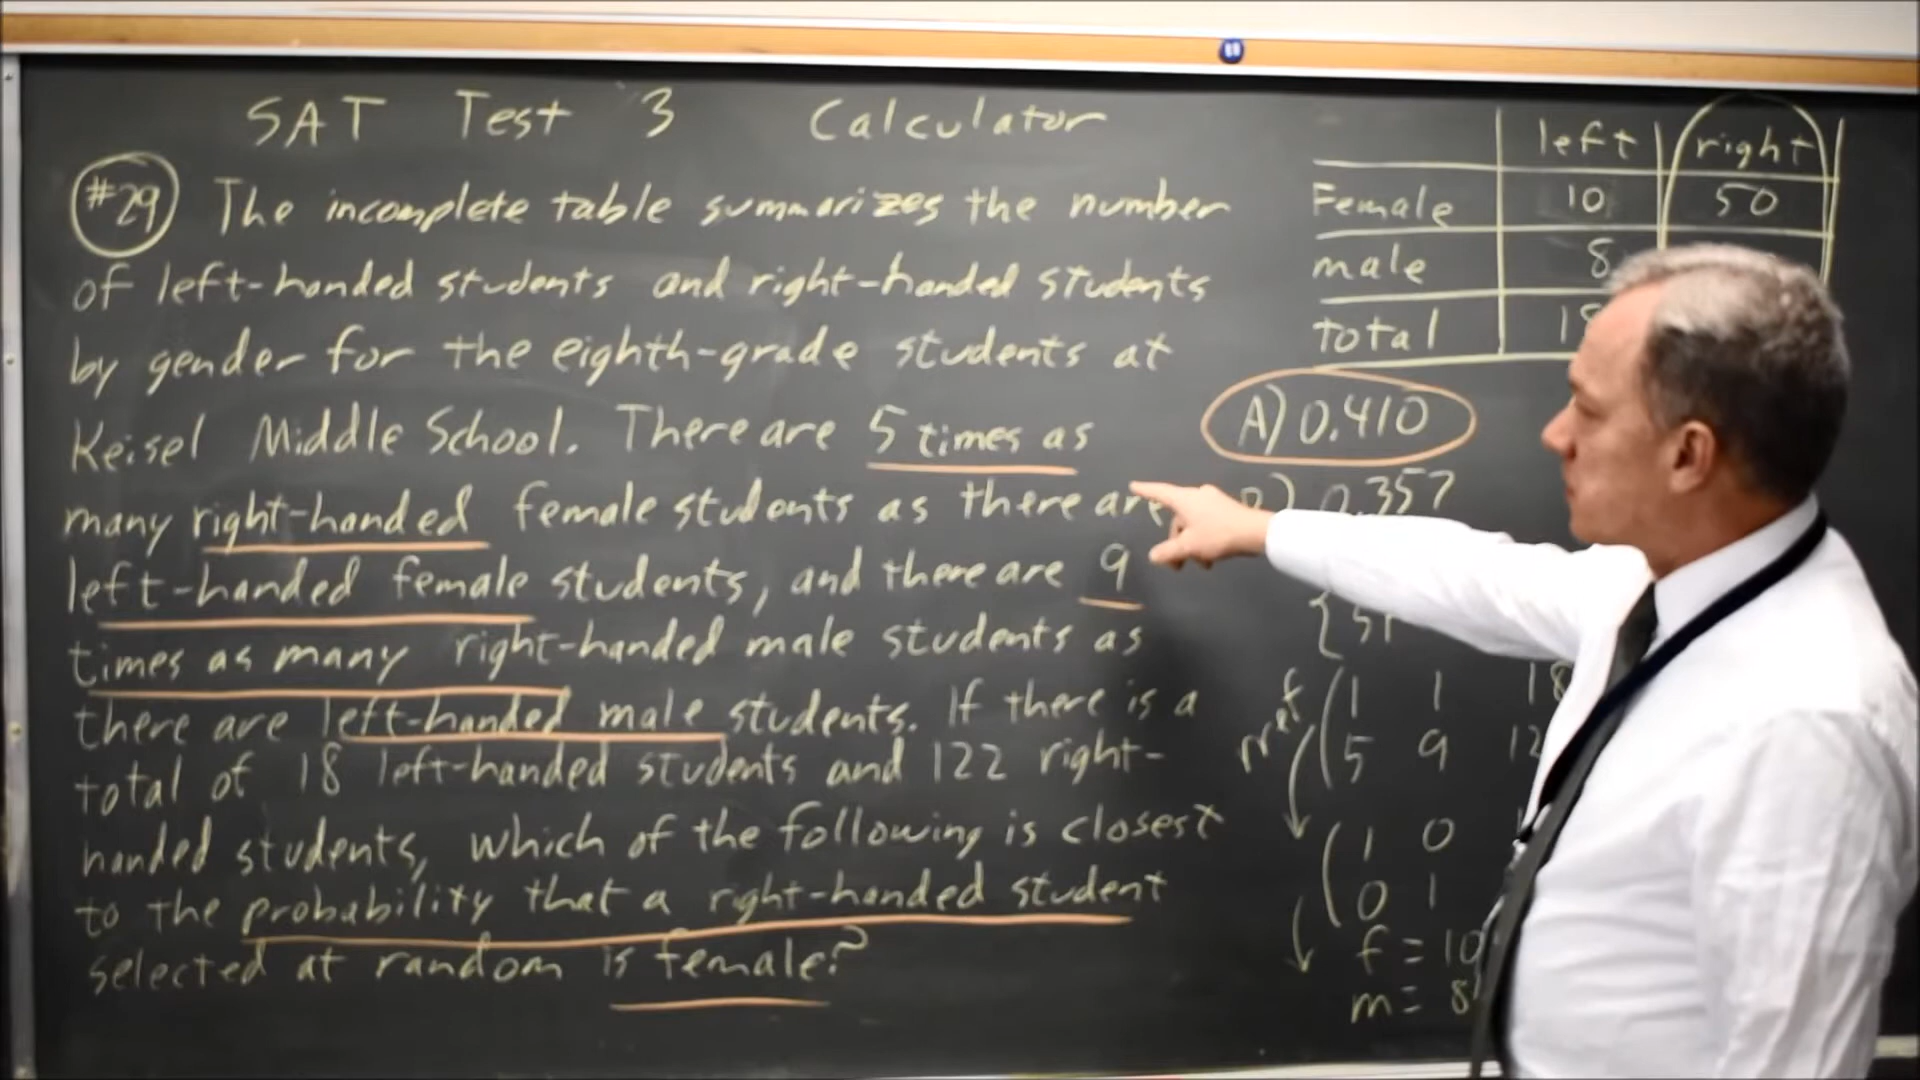 SAT Test 3 Calculator
#29 The incomplete table summarizes the number
of left-handed students and right-handed students
by gender for the eighth-grade students at
Keisel Middle School. There are 5 times as
many right-handed female students as there are
left-handed female students, and there are 9
times as many right-handed male students as
there are left-handed male students. If there is a
total of 18 left-handed students and 122 right-
handed students, which of the following is closest
to the probability that a right-handed student
selected at random is female?
left right
Female 10 50
male 8
total
A) 0.410
0.357
1 1 18
rref
5 9
1 0
0 1
f = 10
m = 8